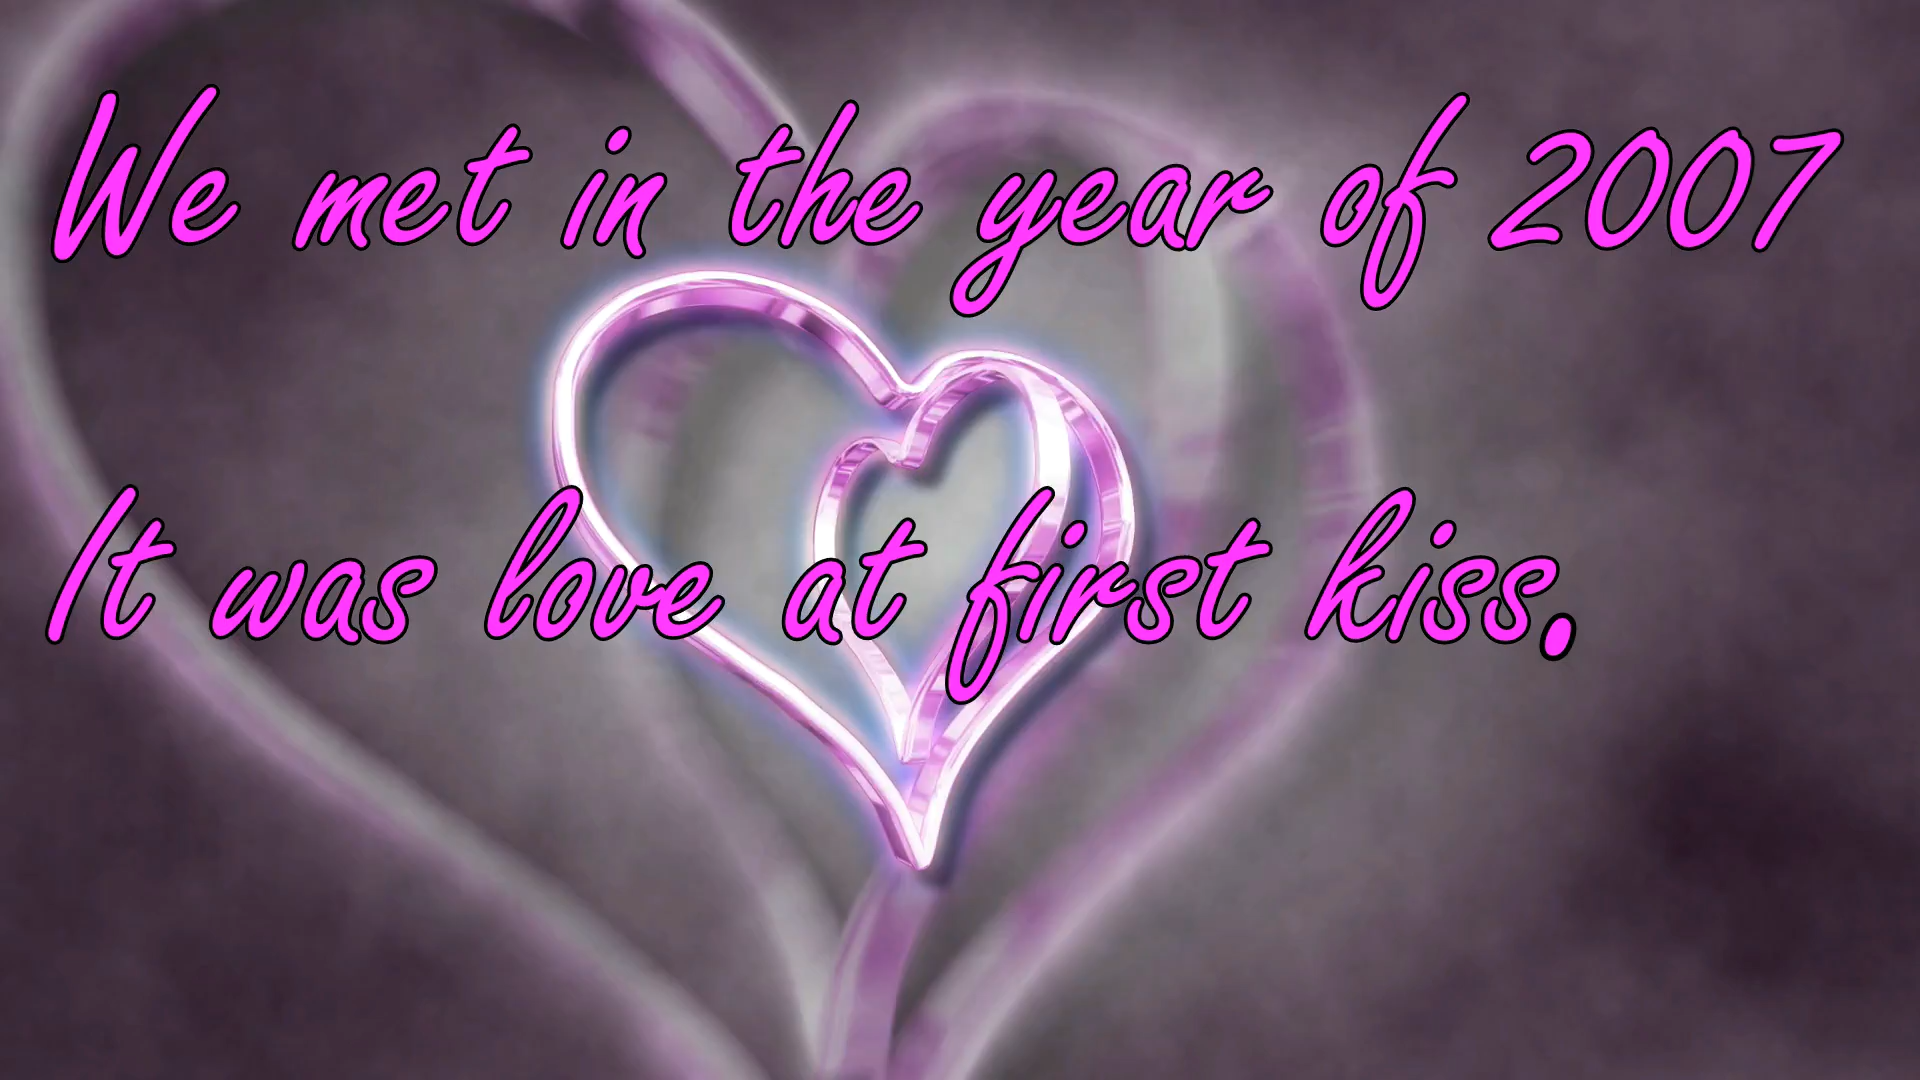 We met in the year of 2007
It was love at first kiss.